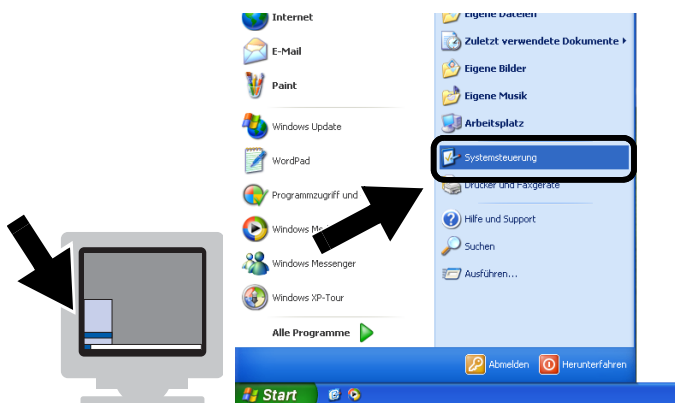 Internet
E-Mail
Paint
Windows Update
WordPad
Programmzugriff und
Windows
Windows Messenger
Windows XP-Tour
Alle Programme
Eigene Dateien
Zuletzt verwendete Dokumente
Eigene Bilder
Eigene Musik
Arbeitsplatz
Systemsteuerung
Drucker und Faxgeräte
Hilfe und Support
Suchen
Ausführen...
Abmelden
Herunterfahren
Start